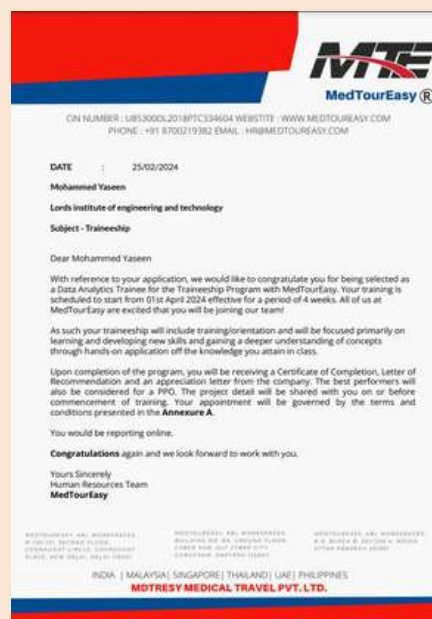 MTE
MedTourEasy ®
CIN NUMBER : U85300DL2018PTC334604 WEBSTITE : WWW.MEDTOUREASY.COM
PHONE : +91 8700219382 EMAIL : HR@MEDTOUREASY.COM
DATE : 25/02/2024
Mohammed Yaseen
Lords institute of engineering and technology
Subject - Traineeship
Dear Mohammed Yaseen
With reference to your application, we would like to congratulate you for being selected as
a Data Analytics Trainee for the Traineeship Program with MedTourEasy. Your training is
scheduled to start from 01st April 2024 effective for a period of 4 weeks. All of us at
MedTourEasy are excited that you will be joining our team!
As such your traineeship will include training/orientation and will be focused primarily on
learning and developing new skills and gaining a deeper understanding of concepts
through hands-on application off the knowledge you attain in class.
Upon completion of the program, you will be receiving a Certificate of Completion, Letter of
Recommendation and an appreciation letter from the company. The best performers will
also be considered for a PPO. The project detail will be shared with you on or before
commencement of training. Your appointment will be governed by the terms and
conditions presented in the Annexure A.
You would be reporting online.
Congratulations again and we look forward to work with you.
Yours Sincerely
Human Resources Team
MedTourEasy
INDIA | MALAYSIA| SINGAPORE| THAILAND| UAE| PHILIPPINES
MDTRESY MEDICAL TRAVEL PVT. LTD.